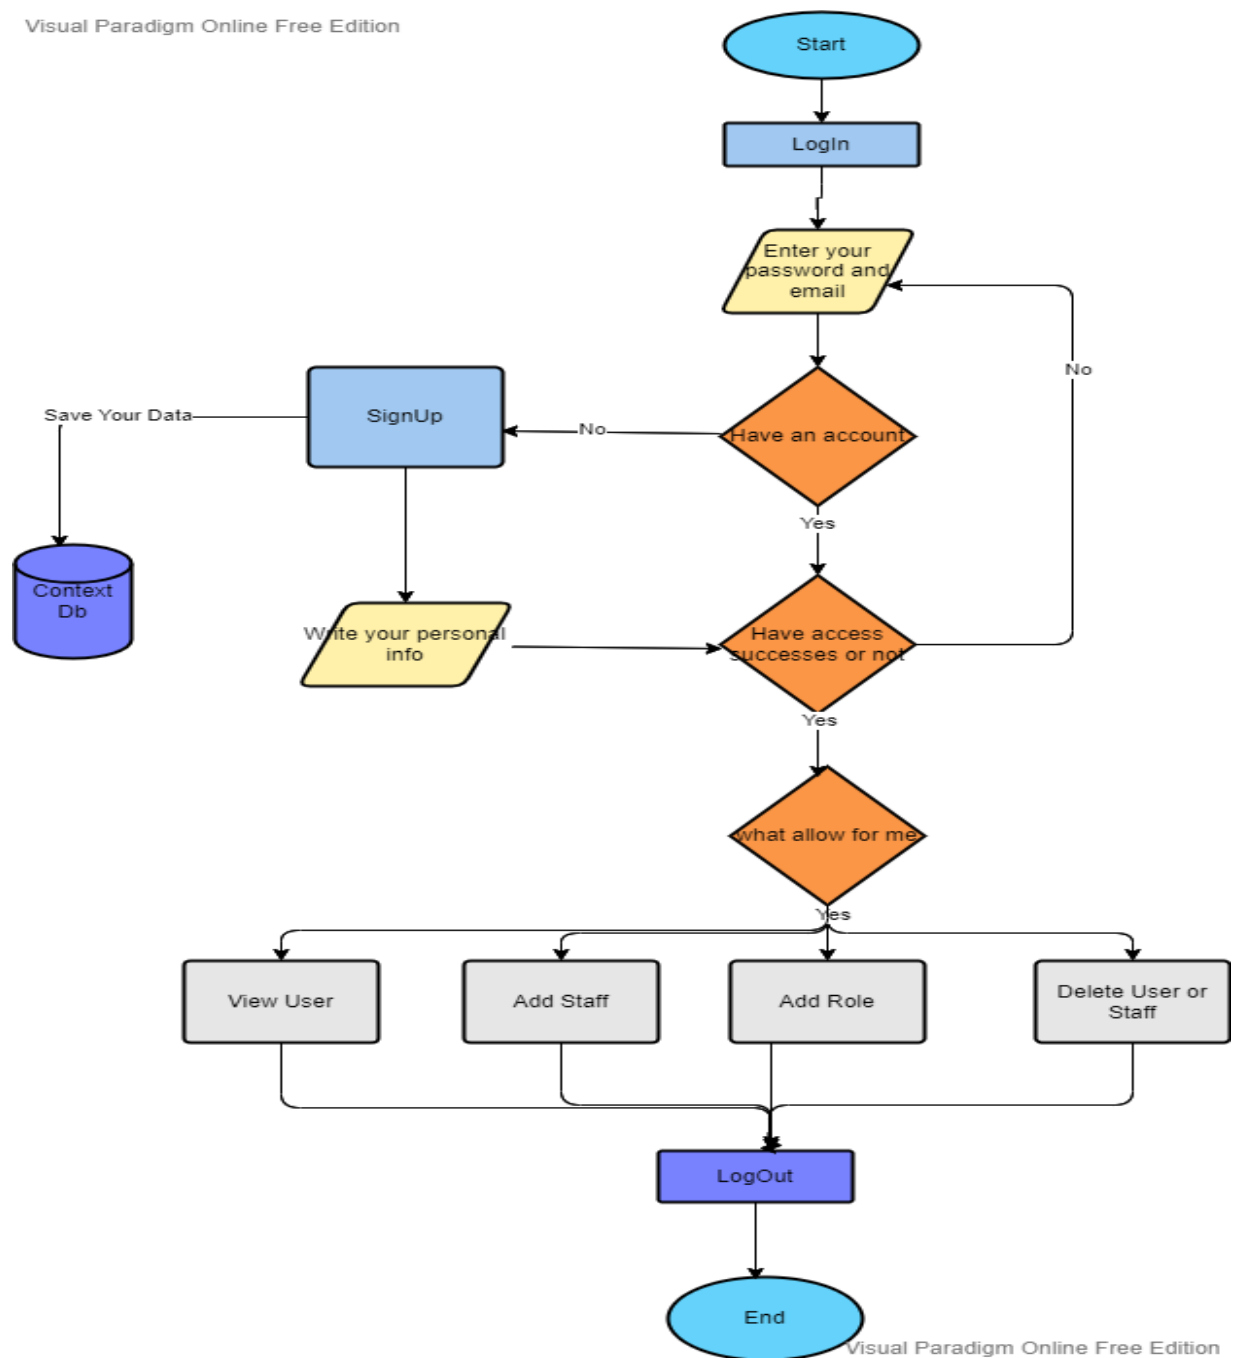 Visual Paradigm Online Free Edition
Start
LogIn
Enter your
password and
email
No
Save Your Data
SignUp
No
Have an account
Yes
Context
Db
Write your personal
info
Have access
successes or not
Yes
what allow for me
Yes
View User
Add Staff
Add Role
Delete User or
Staff
LogOut
End
Visual Paradigm Online Free Edition